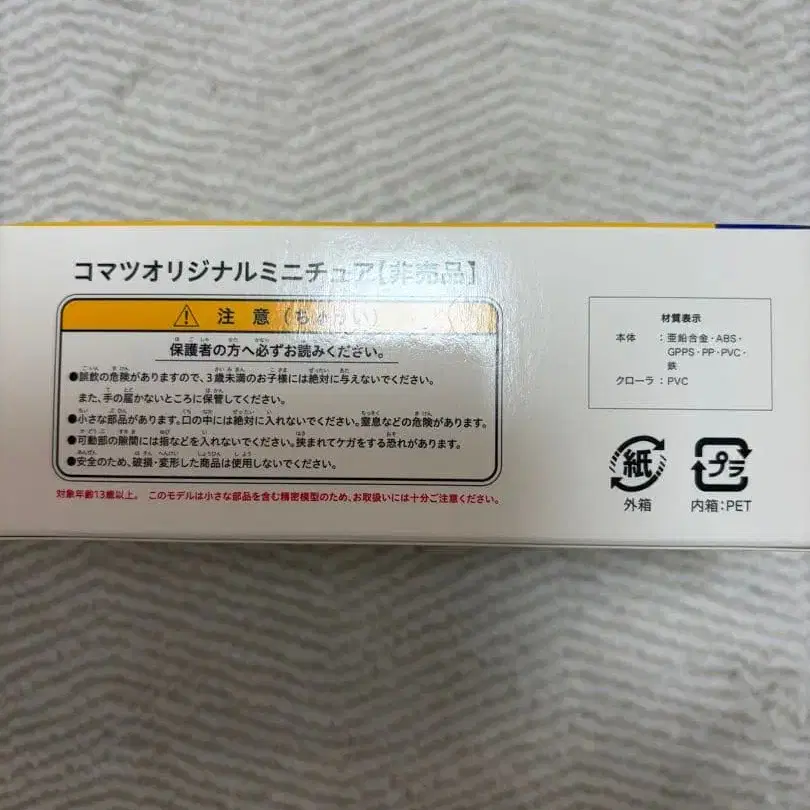 コマツオリジナルミニチュア【非売品】
注 意（ちゅうい）
保護者の方へ必ずお読みください。
●誤飲の危険がありますので、3歳未満のお子様には絶対に与えないでください。
また、手の届かないところに保管してください。
●小さな部品があります。口の中には絶対に入れないでください。窒息などの危険があります。
●可動部の隙間には指などを入れないでください。挟まれてケガをする恐れがあります。
●安全のため、破損・変形した商品は使用しないでください。
対象年齢13歳以上。 このモデルは小さな部品を含む精密模型のため、お取扱いには十分ご注意ください。
材質表示
本体 ：亜鉛合金・ABS・
GPPS・PP・PVC・
鉄
クローラ：PVC
紙
外箱
プラ
内箱：PET